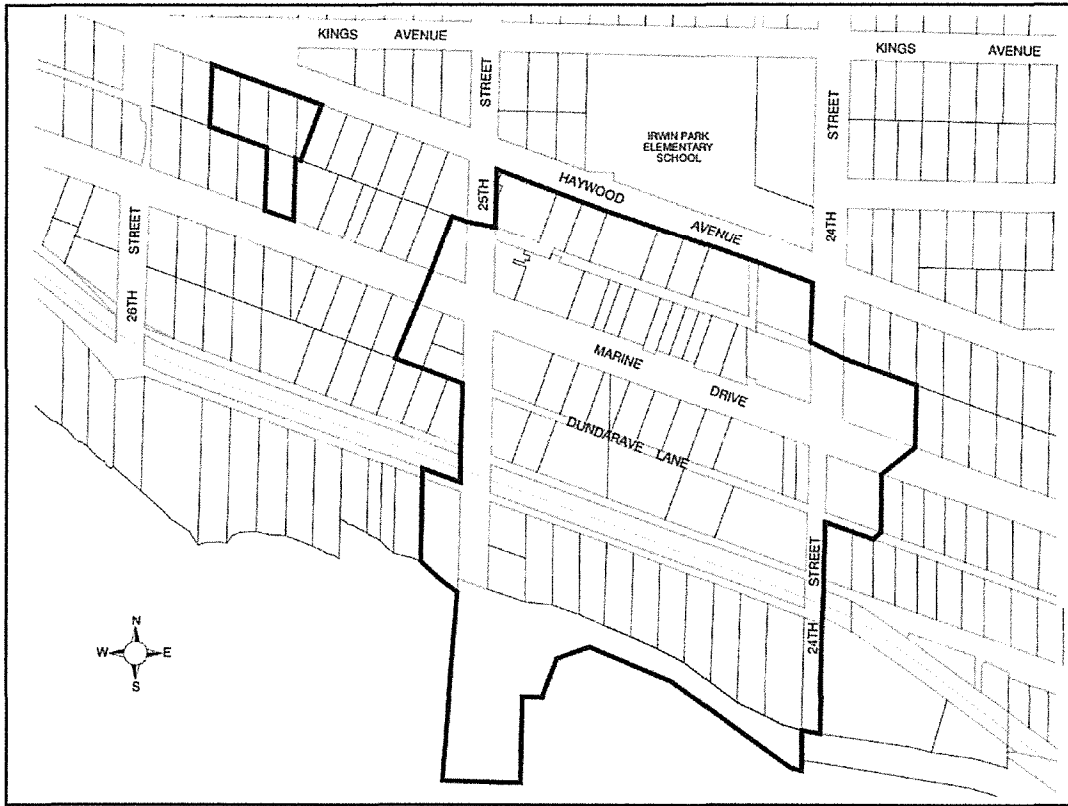 KINGS AVENUE
KINGS AVENUE
STREET
STREET
IRWIN PARK
ELEMENTARY
SCHOOL
25TH
HAYWOOD
AVENUE
24TH
STREET
26TH
MARINE
DRIVE
DUNDARAVE LANE
STREET
24TH
N
W E
S